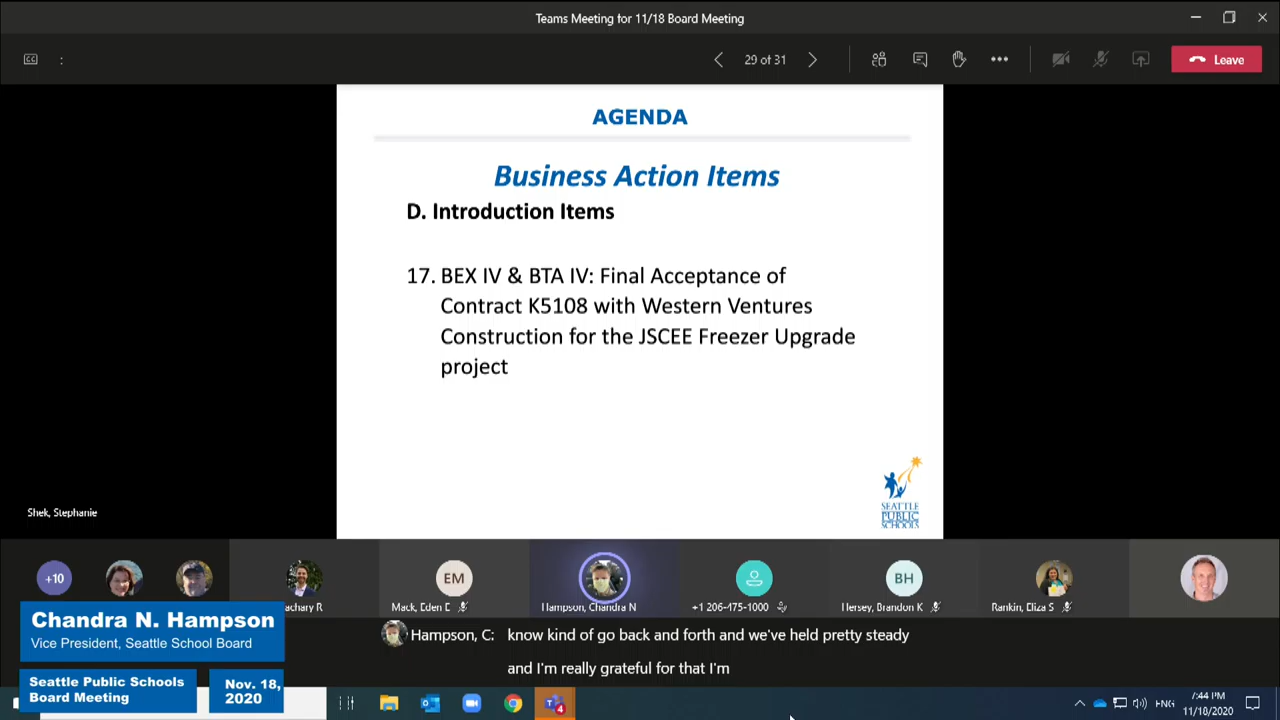 Teams Meeting for 11/18 Board Meeting
CC :
29 of 31
Leave
AGENDA
Business Action Items
D. Introduction Items
17. BEX IV & BTA IV: Final Acceptance of
Contract K5108 with Western Ventures
Construction for the JSCEE Freezer Upgrade
project
SEATTLE
PUBLIC
SCHOOLS
Shek, Stephanie
+10
EM
BH
achary R
Mack, Eden E
Hampson, Chandra N
+1 206-475-1000
Hersey, Brandon K
Rankin, Eliza S
Chandra N. Hampson
Vice President, Seattle School Board
Hampson, C: know kind of go back and forth and we've held pretty steady
and I'm really grateful for that I'm
Seattle Public Schools
Board Meeting
Nov. 18,
2020
4
ENG
7:44 PM
11/18/2020